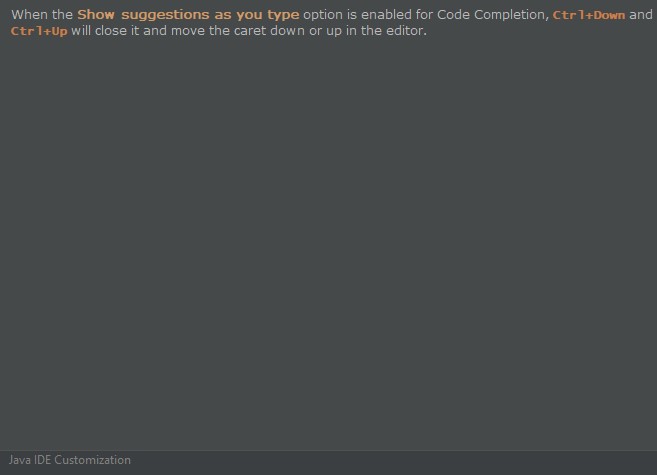 When the Show suggestions as you type option is enabled for Code Completion, Ctrl+Down and
Ctrl+Up will close it and move the caret down or up in the editor.
Java IDE Customization